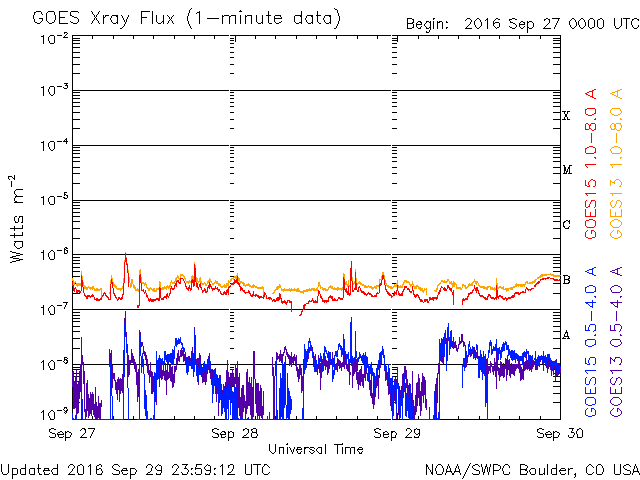 GOES Xray Flux (1-minute data)
Begin: 2016 Sep 27 0000 UTC
Watts m⁻²
10⁻²
10⁻³
10⁻⁴
10⁻⁵
10⁻⁶
10⁻⁷
10⁻⁸
10⁻⁹
X
M
C
B
A
GOES15 1.0-8.0 A
GOES13 1.0-8.0 A
GOES15 0.5-4.0 A
GOES13 0.5-4.0 A
Sep 27 Sep 28 Sep 29 Sep 30
Universal Time
Updated 2016 Sep 29 23:59:12 UTC
NOAA/SWPC Boulder, CO USA